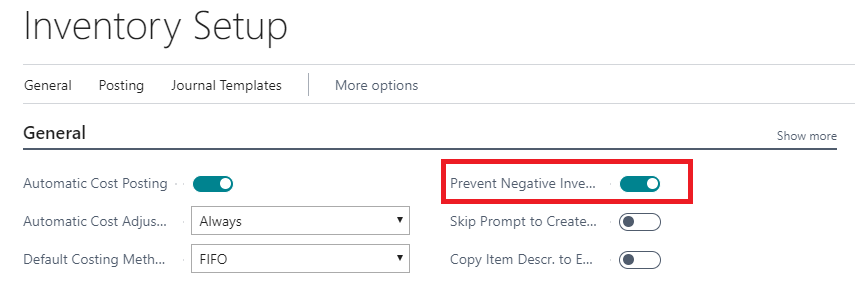 Inventory Setup
General Posting Journal Templates More options
General Show more
Automatic Cost Posting Prevent Negative Inve...
Automatic Cost Adjus... Always Skip Prompt to Create...
Default Costing Meth... FIFO Copy Item Descr. to E...